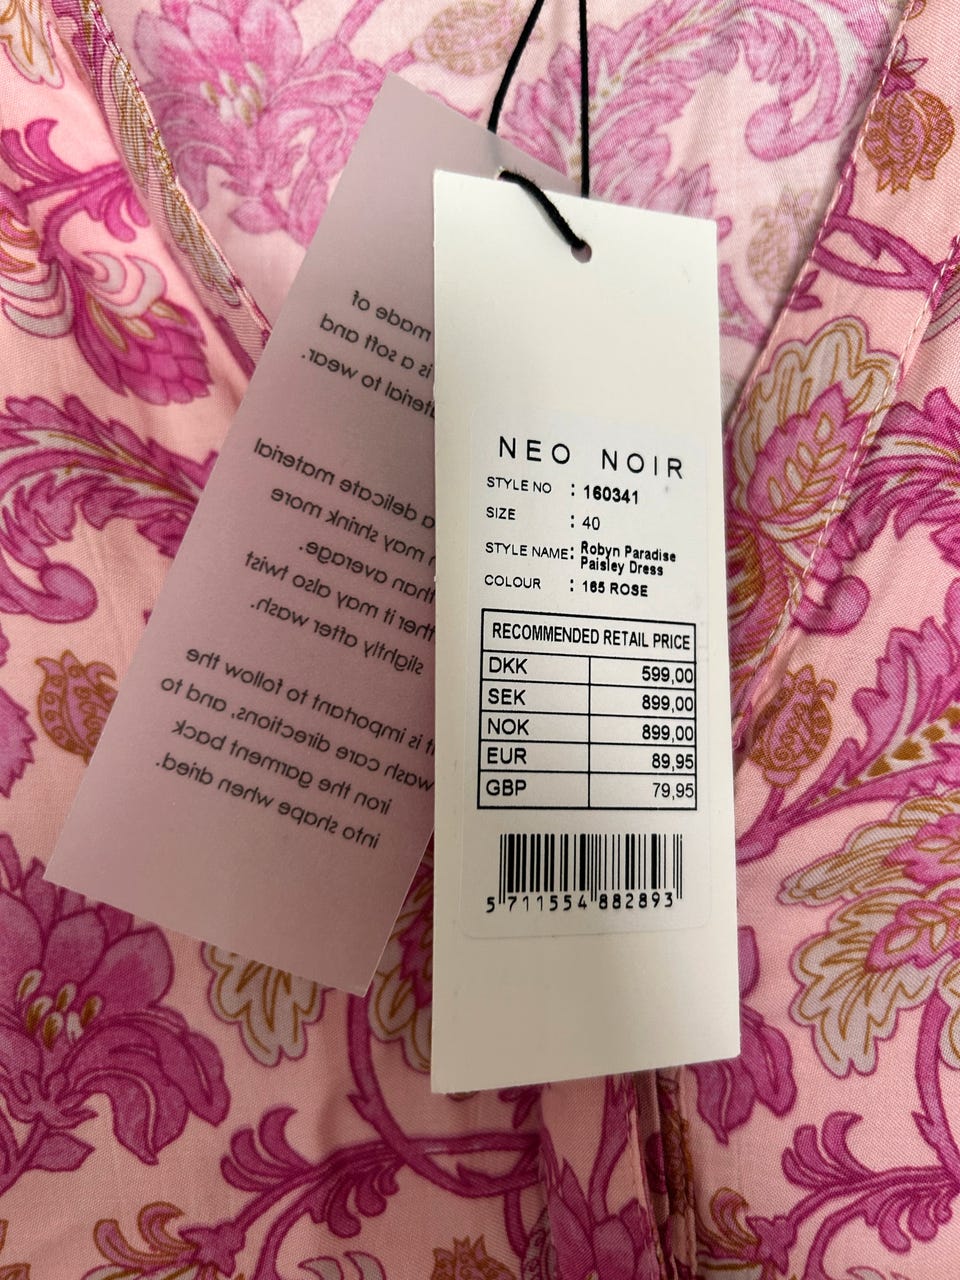 made of
is a soft and
material to wear.
a delicate material
may shrink more
than average.
it may also twist
slightly after wash.
is important to follow the
wash care directions, and to
iron the garment back
into shape when dried.
NEO NOIR
STYLE NO : 160341
SIZE : 40
STYLE NAME: Robyn Paradise
Paisley Dress
COLOUR : 165 ROSE
RECOMMENDED RETAIL PRICE
DKK 599,00
SEK 899,00
NOK 899,00
EUR 89,95
GBP 79,95
5 711554 882893